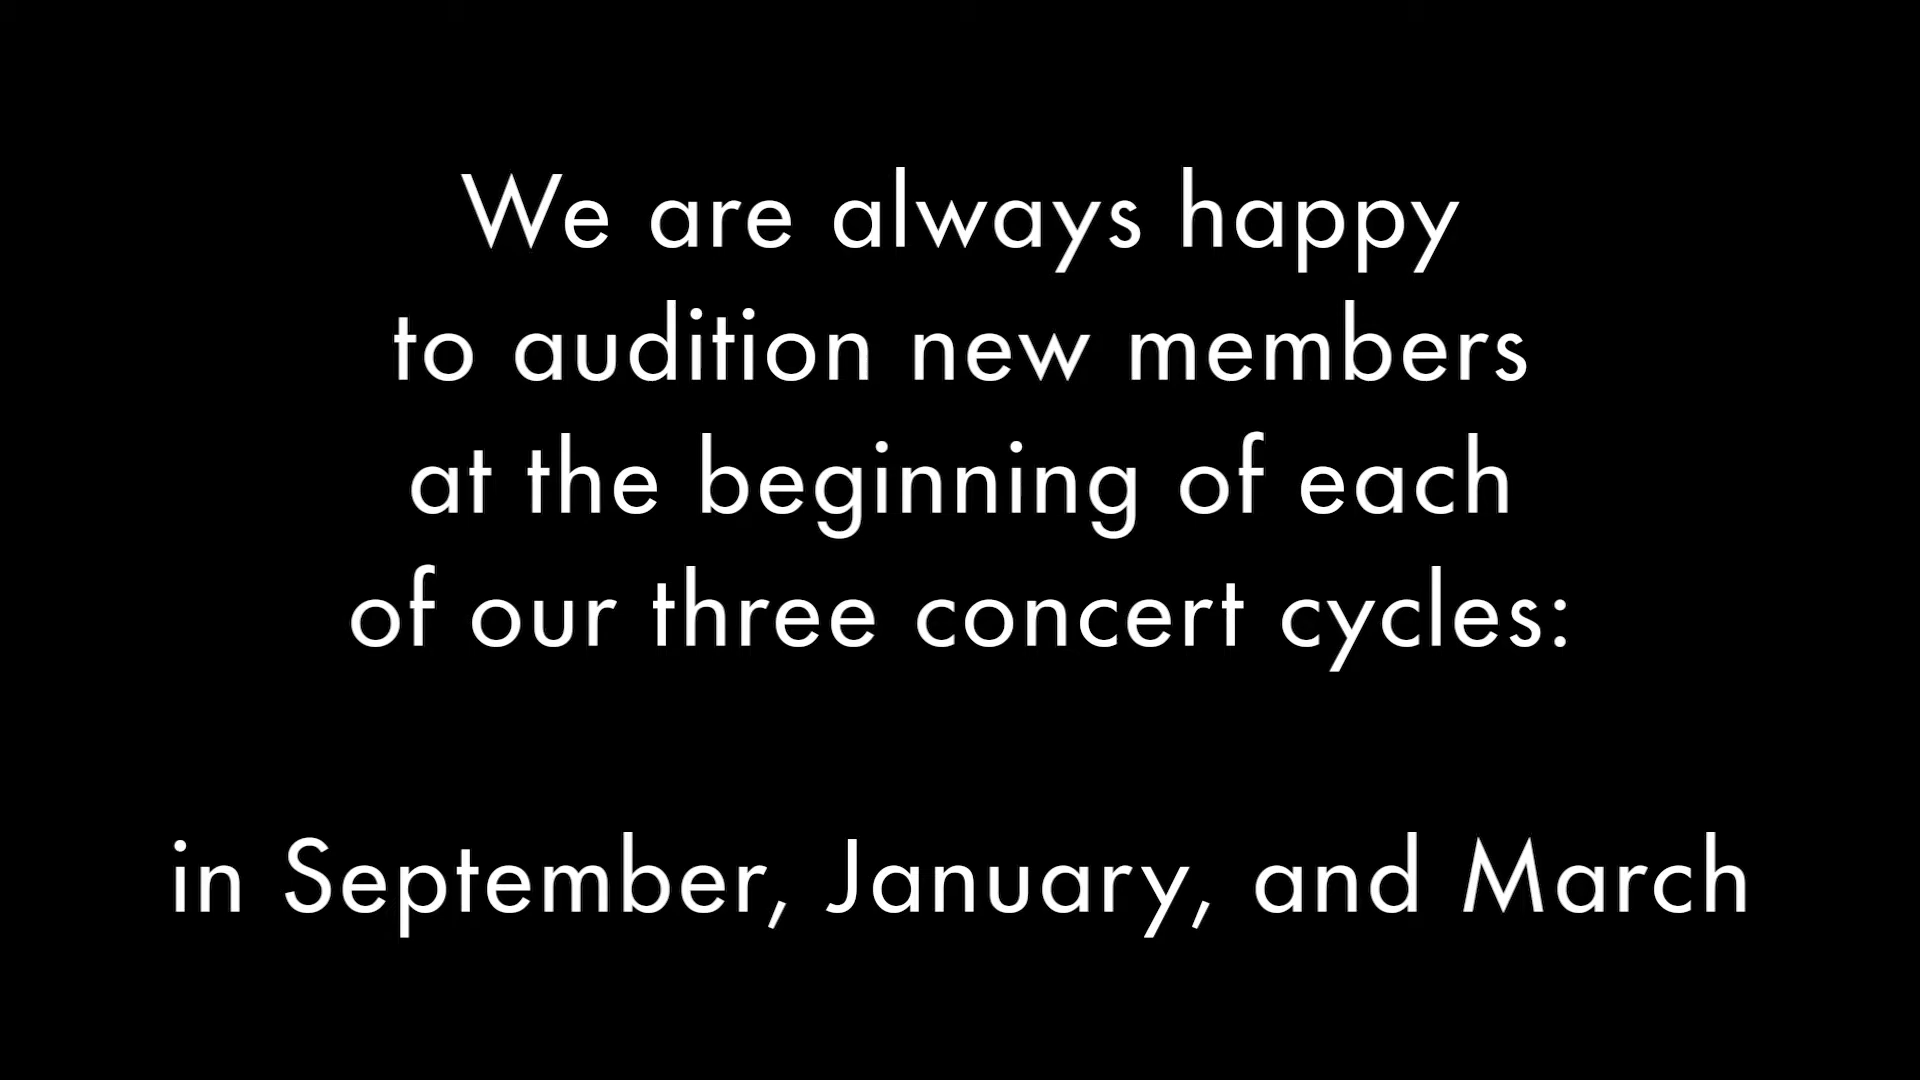 We are always happy
to audition new members
at the beginning of each
of our three concert cycles:
in September, January, and March